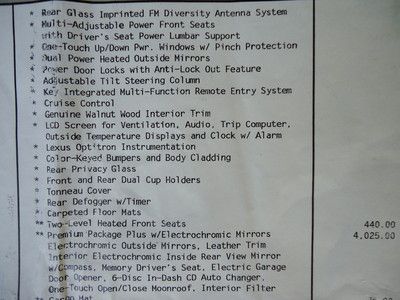 * Rear Glass Imprinted FM Diversity Antenna System
* Multi-Adjustable Power Front Seats
with Driver's Seat Power Lumbar Support
* One-Touch Up/Down Pwr. Windows w/ Pinch Protection
* Dual Power Heated Outside Mirrors
* Power Door Locks with Anti-Lock Out Feature
* Adjustable Tilt Steering Column
* Key Integrated Multi-Function Remote Entry System
* Cruise Control
* Genuine Walnut Wood Interior Trim
* LCD Screen for Ventilation, Audio, Trip Computer,
Outside Temperature Displays and Clock w/ Alarm
* Lexus Optitron Instrumentation
* Color-Keyed Bumpers and Body Cladding
* Rear Privacy Glass
* Front and Rear Dual Cup Holders
* Tonneau Cover
* Rear Defogger w/Timer
* Carpeted Floor Mats
** Two-Level Heated Front Seats 440.00
** Premium Package Plus w/Electrochromic Mirrors 4,025.00
Electrochromic Outside Mirrors, Leather Trim
Interior Electrochromic Inside Rear View Mirror
w/Compass, Memory Driver's Seat, Electric Garage
Door Opener, 6-Disc In-Dash CD Auto Changer,
One-Touch Open/Close Moonroof, Interior Filter
** Cargo Mat